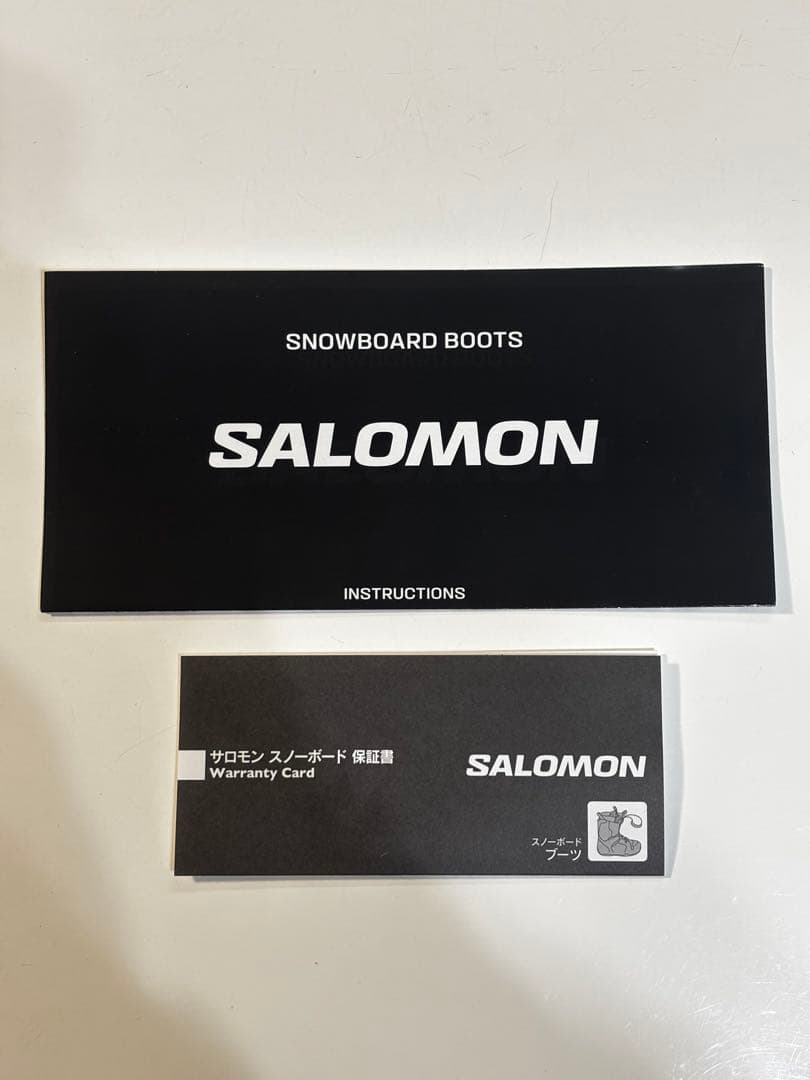 SNOWBOARD BOOTS
SALOMON
INSTRUCTIONS
サロモン スノーボード 保証書
Warranty Card
SALOMON
スノーボード
ブーツ